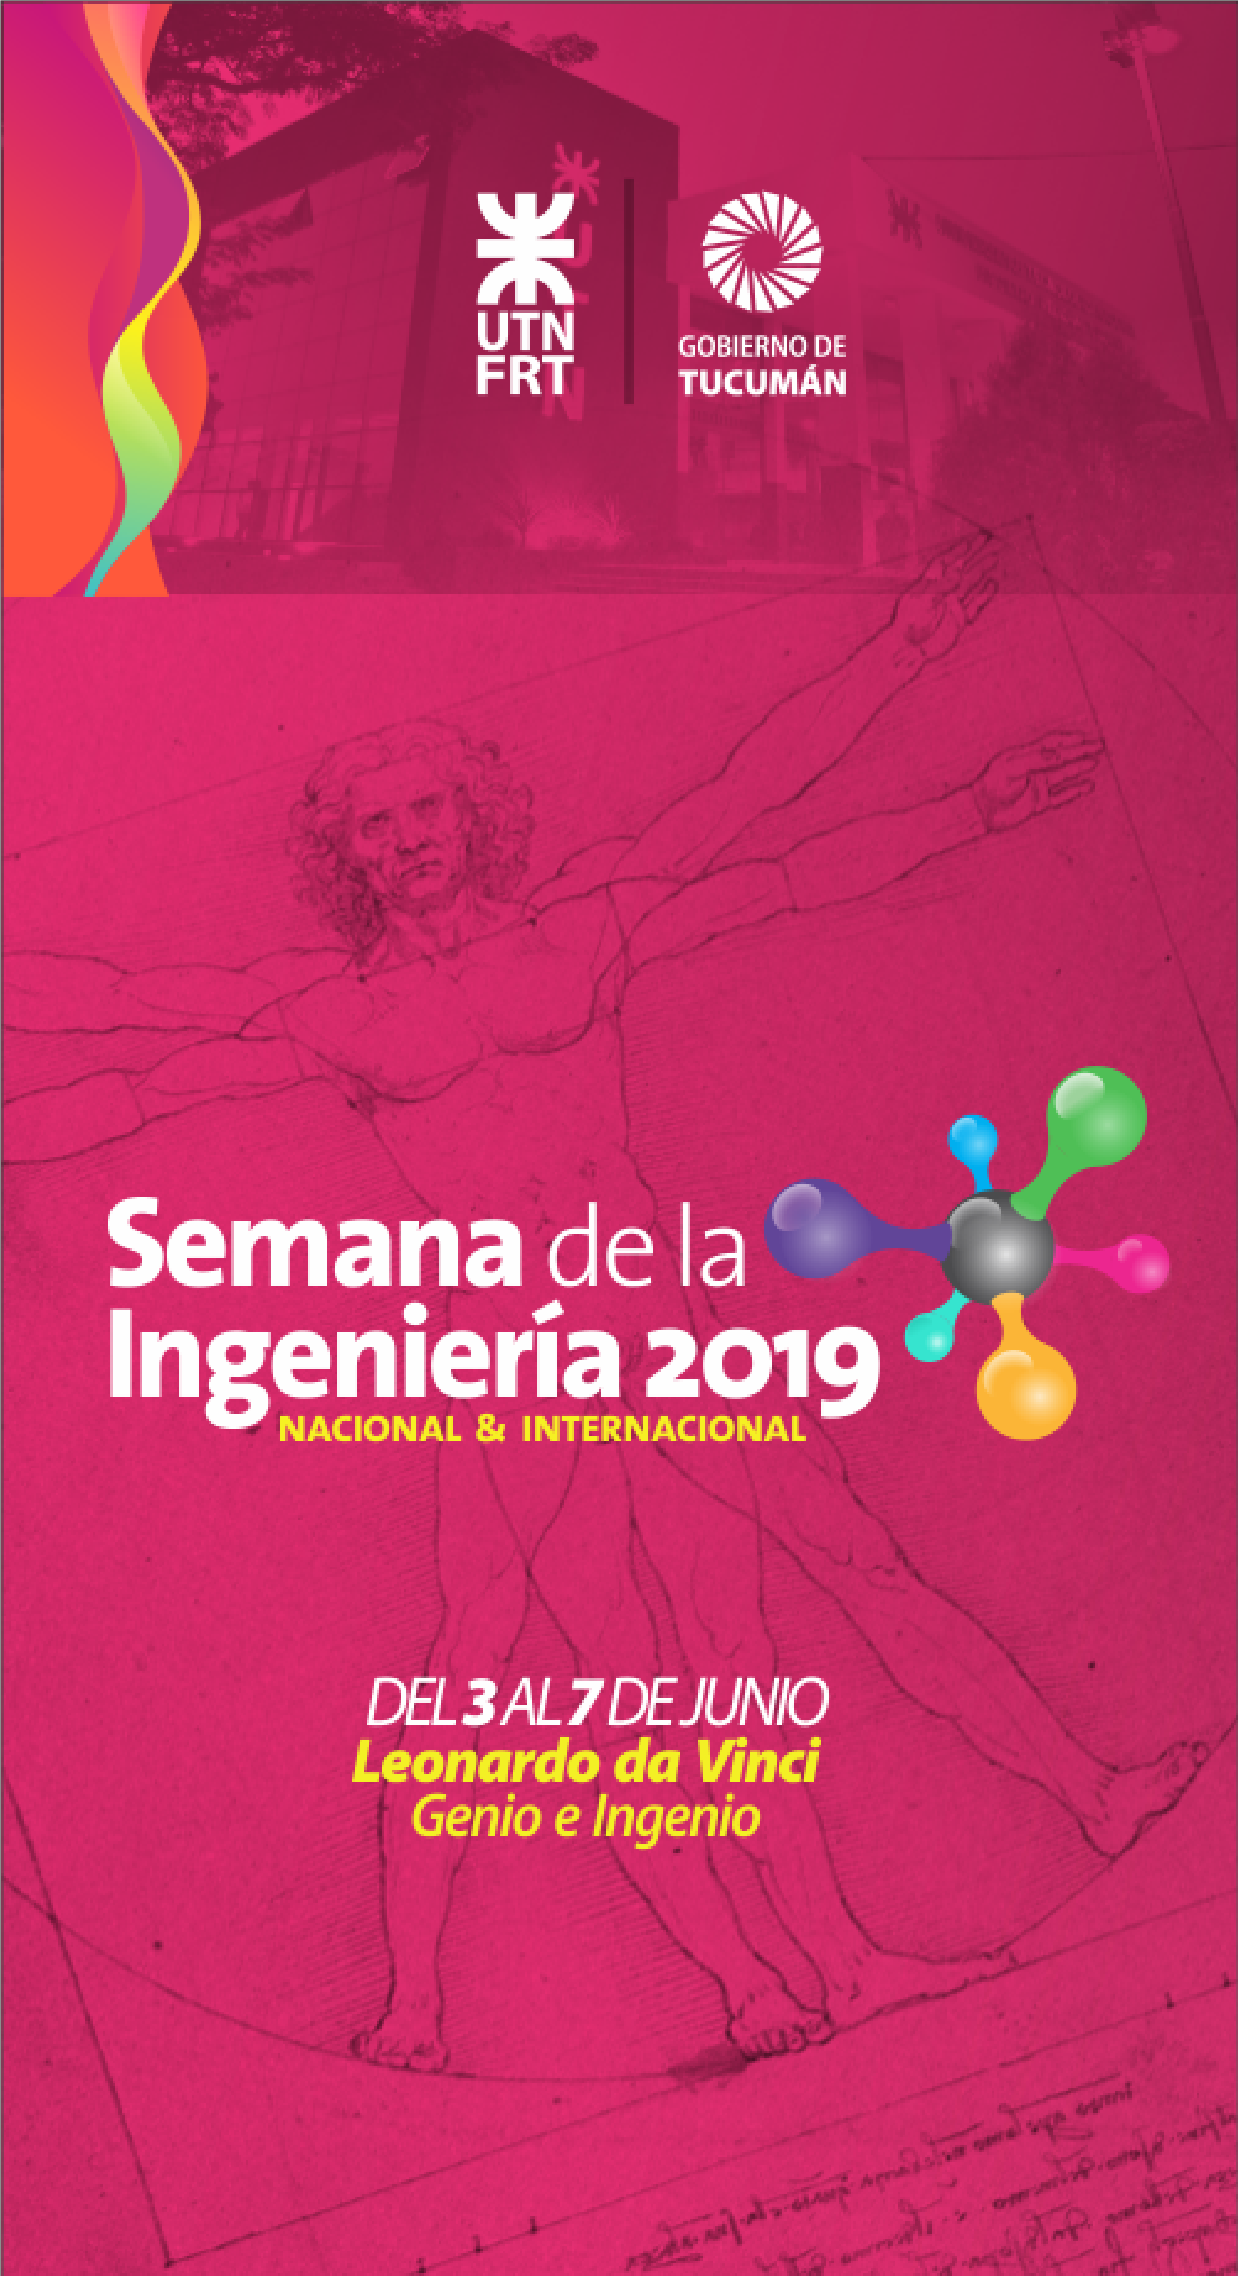 UTN
FRT
GOBIERNO DE
TUCUMÁN
Semana de la
Ingeniería 2019
NACIONAL & INTERNACIONAL
DEL 3 AL 7 DE JUNIO
Leonardo da Vinci
Genio e Ingenio